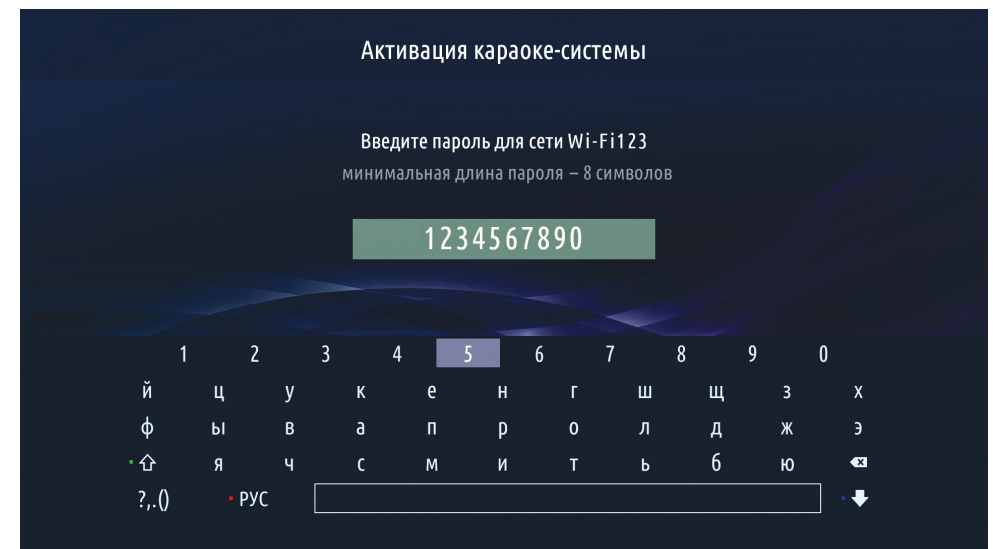 Активация караоке-системы
Введите пароль для сети Wi-Fi123
минимальная длина пароля – 8 символов
1234567890
1 2 3 4 5 6 7 8 9 0
й ц у к е н г ш щ з х
ф ы в а п р о л д ж э
я ч с м и т ь б ю
?,.() РУС